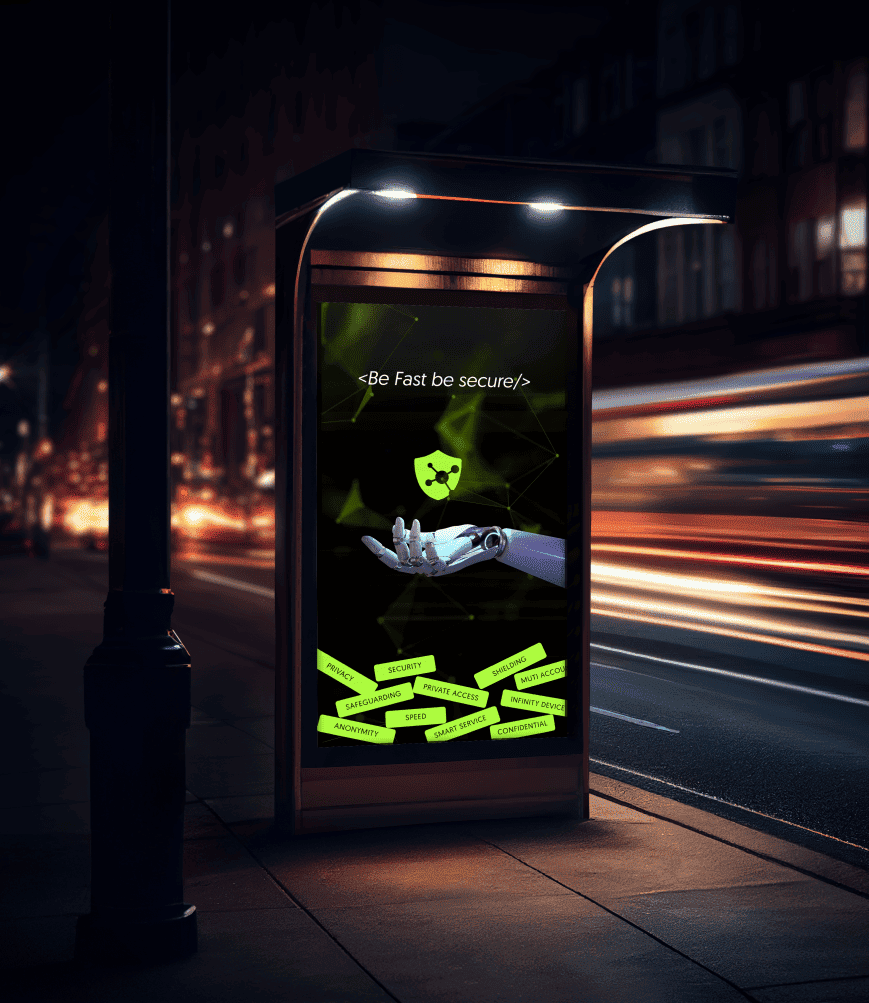 <Be Fast be secure/>
PRIVACY
SECURITY
SHIELDING
MUTI ACCOU
SAFEGUARDING
PRIVATE ACCESS
INFINITY DEVICE
ANONYMITY
SPEED
SMART SERVICE
CONFIDENTIAL